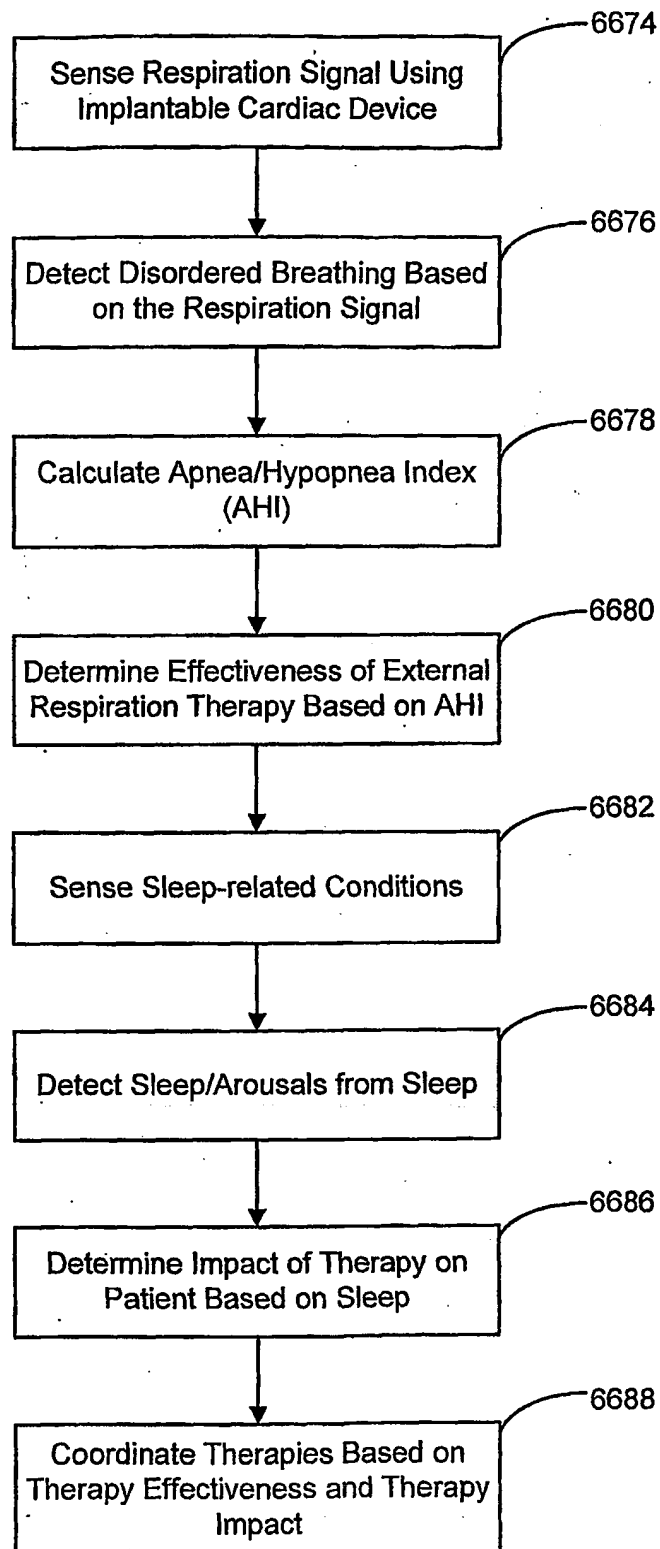 6674
Sense Respiration Signal Using
Implantable Cardiac Device
6676
Detect Disordered Breathing Based
on the Respiration Signal
6678
Calculate Apnea/Hypopnea Index
(AHI)
6680
Determine Effectiveness of External
Respiration Therapy Based on AHI
6682
Sense Sleep-related Conditions
6684
Detect Sleep/Arousals from Sleep
6686
Determine Impact of Therapy on
Patient Based on Sleep
6688
Coordinate Therapies Based on
Therapy Effectiveness and Therapy
Impact